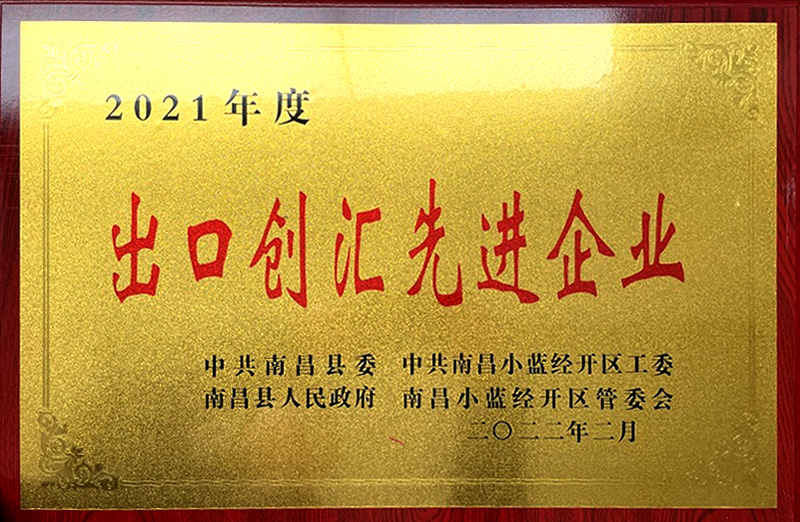 2021年度
出口创汇先进企业
中共南昌县委 中共南昌小蓝经开区工委
南昌县人民政府 南昌小蓝经开区管委会
二〇二二年二月